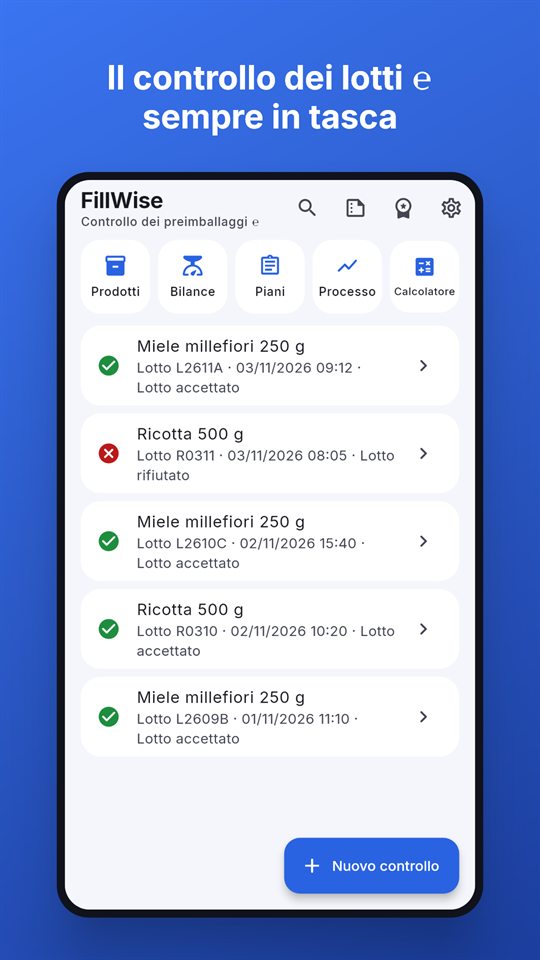 Il controllo dei lotti ℮
sempre in tasca
FillWise
Controllo dei preimballaggi ℮
Prodotti
Bilance
Piani
Processo
Calcolatore
Miele millefiori 250 g
Lotto L2611A · 03/11/2026 09:12 ·
Lotto accettato
Ricotta 500 g
Lotto R0311 · 03/11/2026 08:05 · Lotto
rifiutato
Miele millefiori 250 g
Lotto L2610C · 02/11/2026 15:40 ·
Lotto accettato
Ricotta 500 g
Lotto R0310 · 02/11/2026 10:20 · Lotto
accettato
Miele millefiori 250 g
Lotto L2609B · 01/11/2026 11:10 ·
Lotto accettato
Nuovo controllo